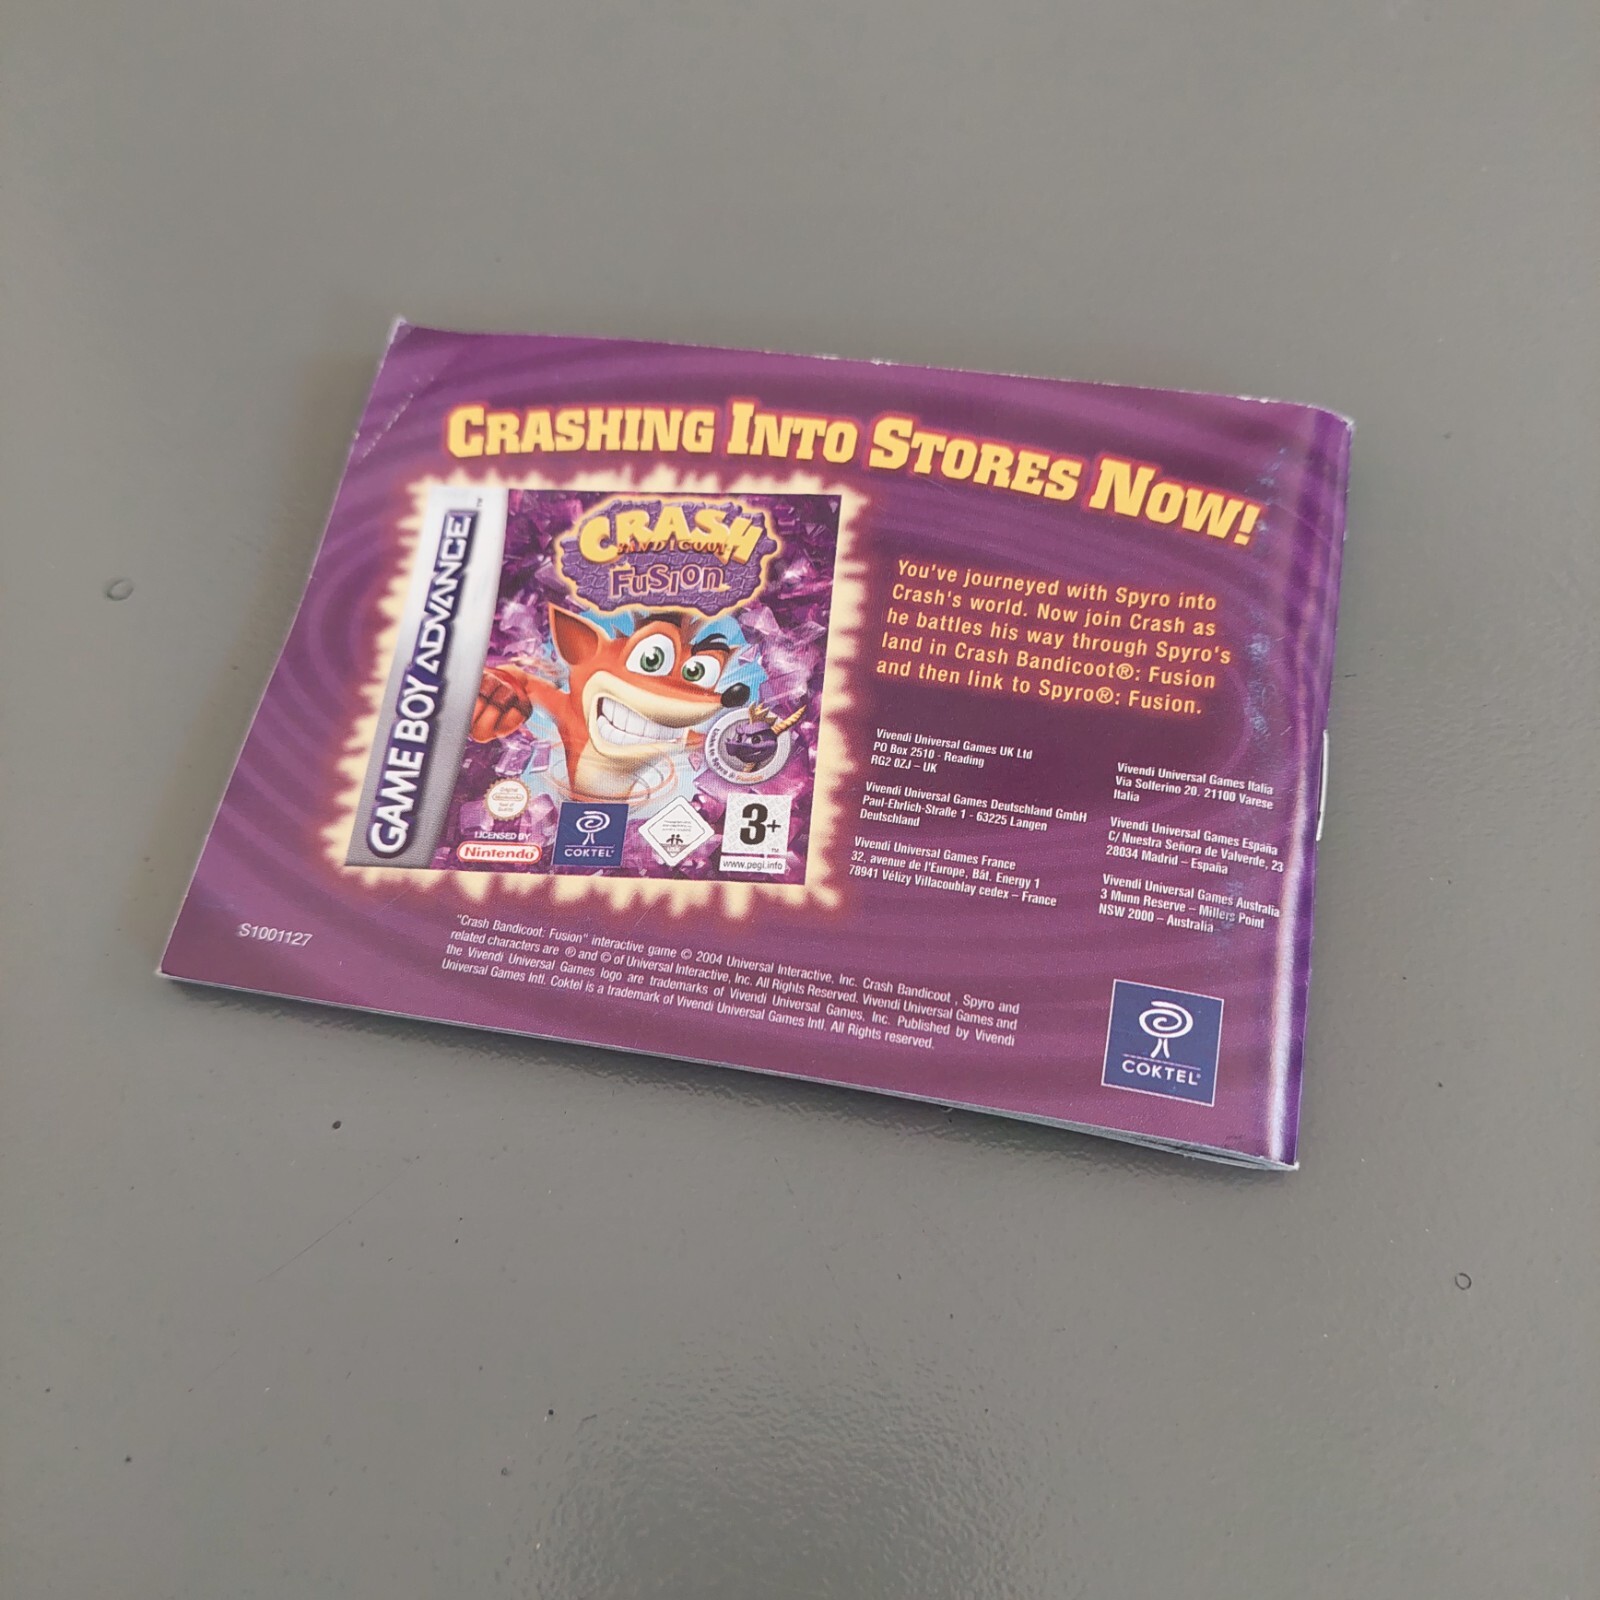 CRASHING INTO STORES NOW!
GAME BOY ADVANCE™
CRASH
BANDICOOT
FUSION
LICENSED BY
Nintendo
COKTEL
3+
www.pegi.info
You've journeyed with Spyro into
Crash's world. Now join Crash as
he battles his way through Spyro's
land in Crash Bandicoot®: Fusion
and then link to Spyro®: Fusion.
Vivendi Universal Games UK Ltd
PO Box 2510 - Reading
RG2 0ZJ – UK
Vivendi Universal Games Deutschland GmbH
Paul-Ehrlich-Straße 1 - 63225 Langen
Deutschland
Vivendi Universal Games France
32, avenue de l'Europe, Bât. Energy 1
78941 Vélizy Villacoublay cedex – France
Vivendi Universal Games Italia
Via Solferino 20. 21100 Varese
Italia
Vivendi Universal Games España
C/ Nuestra Señora de Valverde, 23
28034 Madrid – España
Vivendi Universal Games Australia
3 Munn Reserve – Millers Point
NSW 2000 – Australia
S1001127
"Crash Bandicoot: Fusion" interactive game © 2004 Universal Interactive, Inc. Crash Bandicoot , Spyro and
related characters are ® and © of Universal Interactive, Inc. All Rights Reserved. Vivendi Universal Games and
the Vivendi Universal Games logo are trademarks of Vivendi Universal Games, Inc. Published by Vivendi
Universal Games Intl. Coktel is a trademark of Vivendi Universal Games Intl. All Rights reserved.
COKTEL®